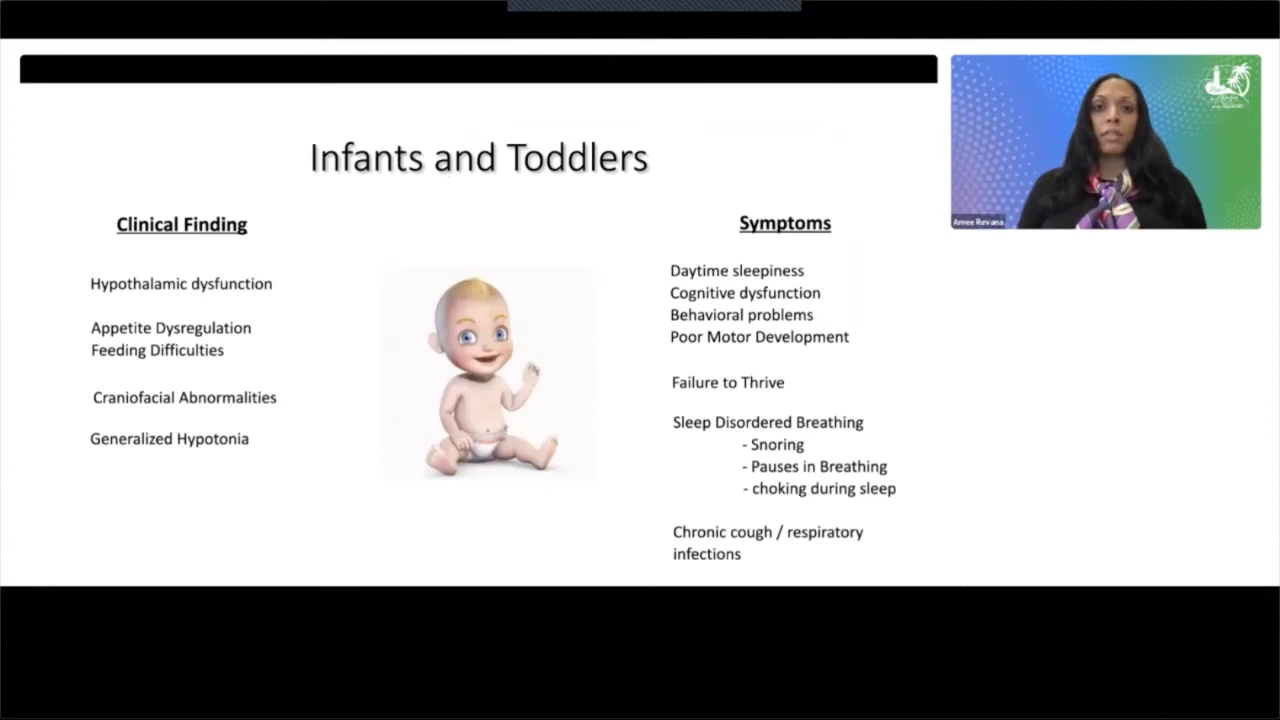 Infants and Toddlers
Clinical Finding
Hypothalamic dysfunction
Appetite Dysregulation
Feeding Difficulties
Craniofacial Abnormalities
Generalized Hypotonia
Symptoms
Daytime sleepiness
Cognitive dysfunction
Behavioral problems
Poor Motor Development
Failure to Thrive
Sleep Disordered Breathing
- Snoring
- Pauses in Breathing
- choking during sleep
Chronic cough / respiratory
infections
Amee Revana